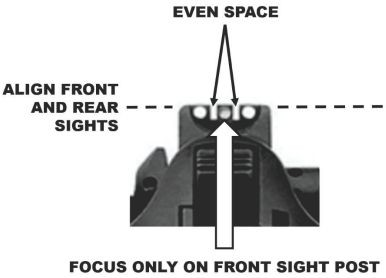 EVEN SPACE
ALIGN FRONT
AND REAR
SIGHTS
FOCUS ONLY ON FRONT SIGHT POST